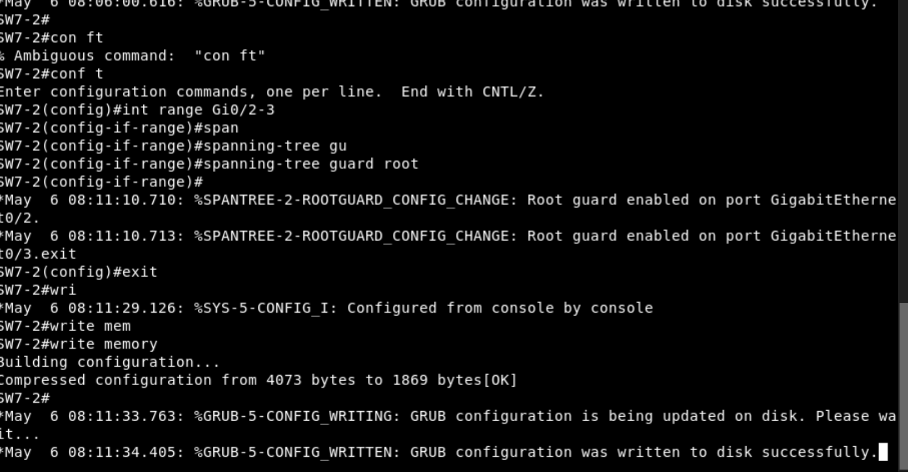 *May  6 08:06:00.616: %GRUB-5-CONFIG_WRITTEN: GRUB configuration was written to disk successfully.
SW7-2#
SW7-2#con ft
% Ambiguous command:  "con ft"
SW7-2#conf t
Enter configuration commands, one per line.  End with CNTL/Z.
SW7-2(config)#int range Gi0/2-3
SW7-2(config-if-range)#span
SW7-2(config-if-range)#spanning-tree gu
SW7-2(config-if-range)#spanning-tree guard root
SW7-2(config-if-range)#
*May  6 08:11:10.710: %SPANTREE-2-ROOTGUARD_CONFIG_CHANGE: Root guard enabled on port GigabitEtherne
t0/2.
*May  6 08:11:10.713: %SPANTREE-2-ROOTGUARD_CONFIG_CHANGE: Root guard enabled on port GigabitEtherne
t0/3.exit
SW7-2(config)#exit
SW7-2#wri
*May  6 08:11:29.126: %SYS-5-CONFIG_I: Configured from console by console
SW7-2#write mem
SW7-2#write memory
Building configuration...
Compressed configuration from 4073 bytes to 1869 bytes[OK]
SW7-2#
*May  6 08:11:33.763: %GRUB-5-CONFIG_WRITING: GRUB configuration is being updated on disk. Please wa
it...
*May  6 08:11:34.405: %GRUB-5-CONFIG_WRITTEN: GRUB configuration was written to disk successfully.